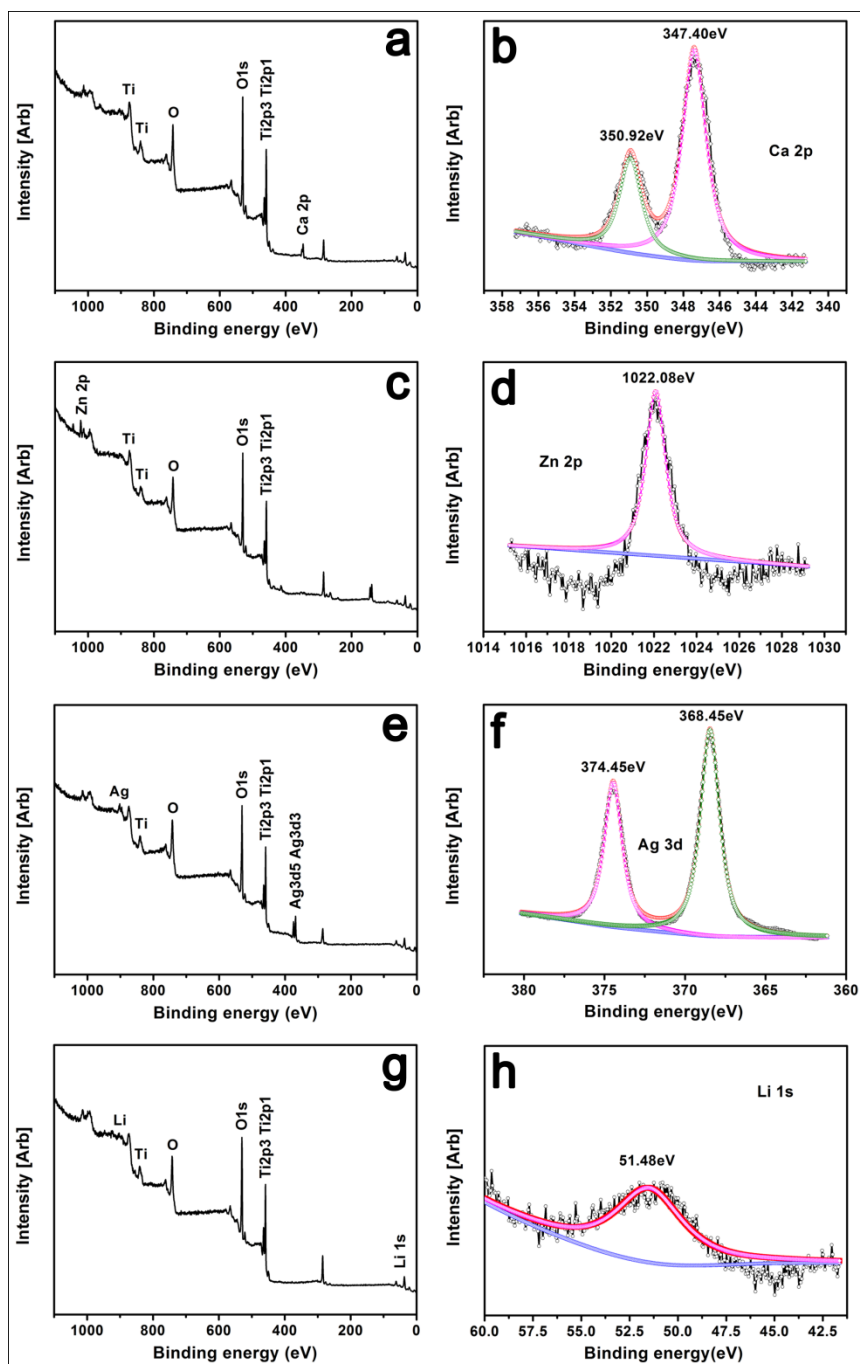 a
Ti
Ti
O
O1s
Ti2p3 Ti2p1
Ca 2p
Intensity [Arb]
1000 800 600 400 200 0
Binding energy (eV)
b
347.40eV
350.92eV
Ca 2p
Intensity [Arb]
358 356 354 352 350 348 346 344 342 340
Binding energy(eV)
c
Zn 2p
Ti
Ti
O
O1s
Ti2p3 Ti2p1
Intensity [Arb]
1000 800 600 400 200 0
Binding energy (eV)
d
1022.08eV
Zn 2p
Intensity [Arb]
1014 1016 1018 1020 1022 1024 1026 1028 1030
Binding energy(eV)
e
Ag
Ti
O
O1s
Ti2p3 Ti2p1
Ag3d5 Ag3d3
Intensity [Arb]
1000 800 600 400 200 0
Binding energy (eV)
f
368.45eV
374.45eV
Ag 3d
Intensity [Arb]
380 375 370 365 360
Binding energy(eV)
g
Li
Ti
O
O1s
Ti2p3 Ti2p1
Li 1s
Intensity [Arb]
1000 800 600 400 200 0
Binding energy (eV)
h
Li 1s
51.48eV
Intensity [Arb]
60.0 57.5 55.0 52.5 50.0 47.5 45.0 42.5
Binding energy(eV)